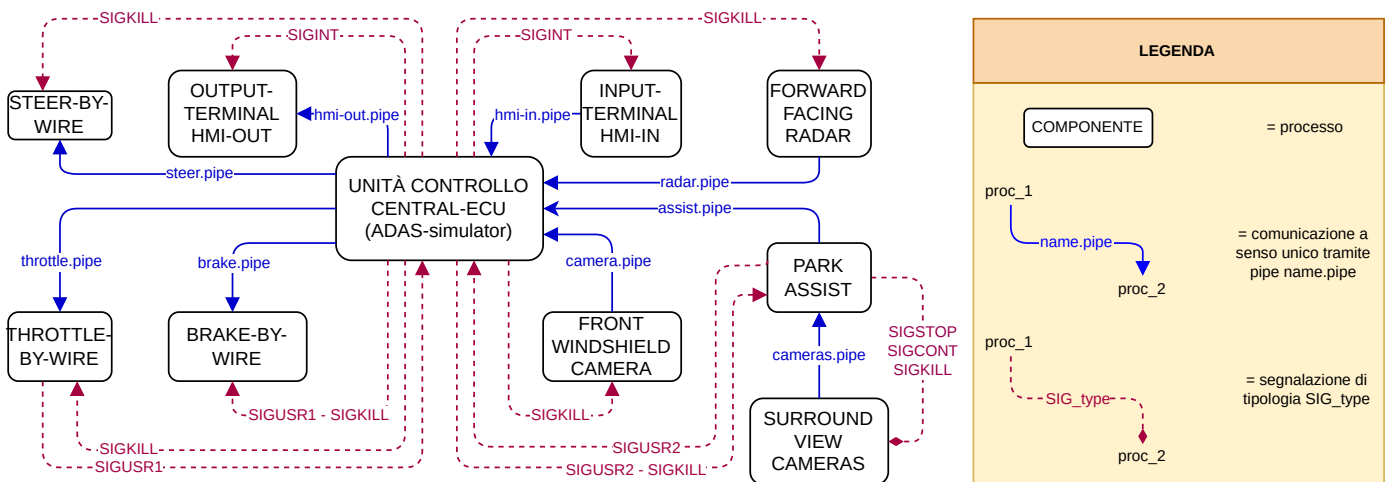 SIGKILL
SIGKILL
SIGINT
SIGINT
STEER-BY-
WIRE
OUTPUT-
TERMINAL
HMI-OUT
hmi-out.pipe
hmi-in.pipe
INPUT-
TERMINAL
HMI-IN
FORWARD
FACING
RADAR
steer.pipe
UNITÀ CONTROLLO
CENTRAL-ECU
(ADAS-simulator)
radar.pipe
assist.pipe
throttle.pipe
brake.pipe
camera.pipe
PARK
ASSIST
THROTTLE-
BY-WIRE
BRAKE-BY-
WIRE
FRONT
WINDSHIELD
CAMERA
cameras.pipe
SIGSTOP
SIGCONT
SIGKILL
SIGUSR1 - SIGKILL
SIGKILL
SURROUND
VIEW
CAMERAS
SIGKILL
SIGUSR1
SIGUSR2
SIGUSR2 - SIGKILL
LEGENDA
COMPONENTE
= processo
proc_1
name.pipe
proc_2
= comunicazione a
senso unico tramite
pipe name.pipe
proc_1
SIG_type
proc_2
= segnalazione di
tipologia SIG_type